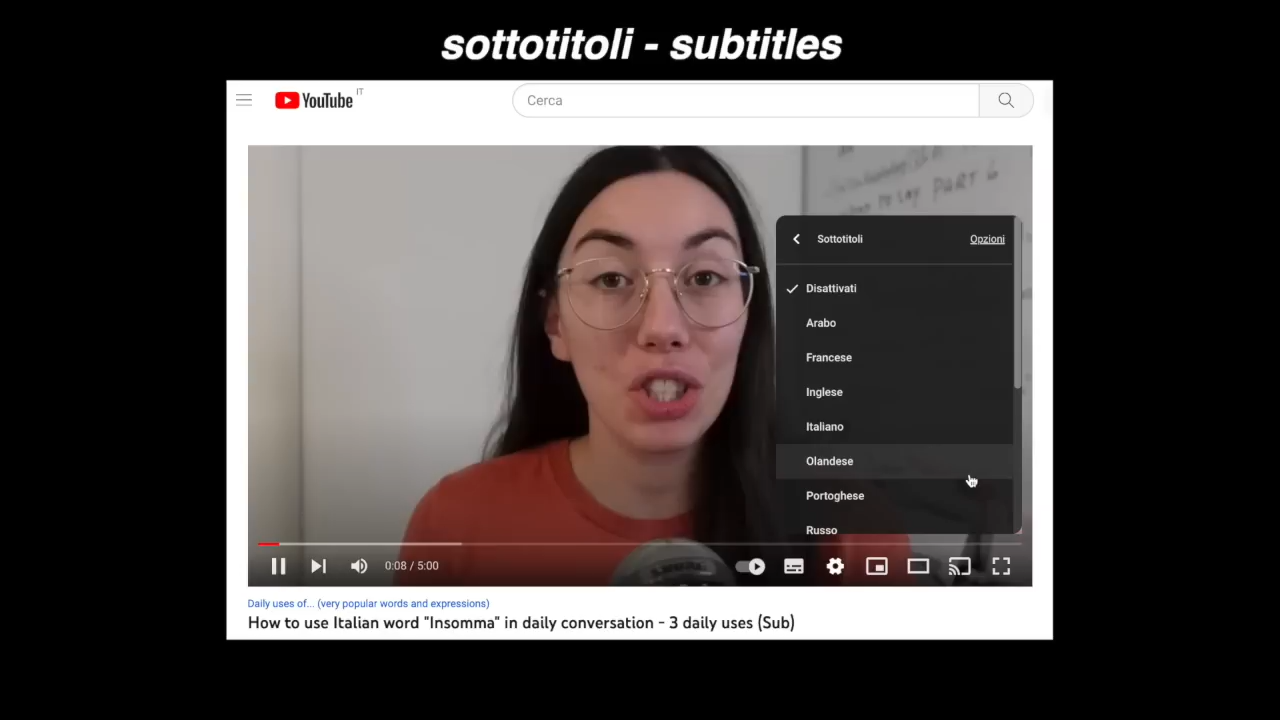 sottotitoli - subtitles
YouTube IT
Cerca
PART 6
Sottotitoli
Opzioni
Disattivati
Arabo
Francese
Inglese
Italiano
Olandese
Portoghese
Russo
0:08 / 5:00
Daily uses of... (very popular words and expressions)
How to use Italian word "Insomma" in daily conversation - 3 daily uses (Sub)